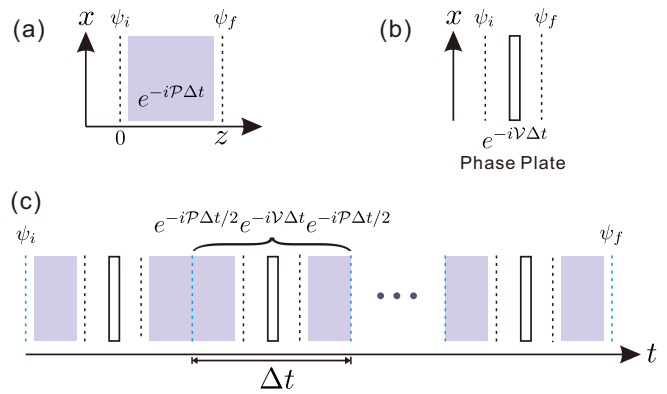 (a)
x
ψ_i
ψ_f
e^{-i𝒫Δt}
0
z
(b)
x
ψ_i
ψ_f
e^{-i𝒱Δt}
Phase Plate
(c)
e^{-i𝒫Δt/2}e^{-i𝒱Δt}e^{-i𝒫Δt/2}
ψ_i
ψ_f
t
Δt